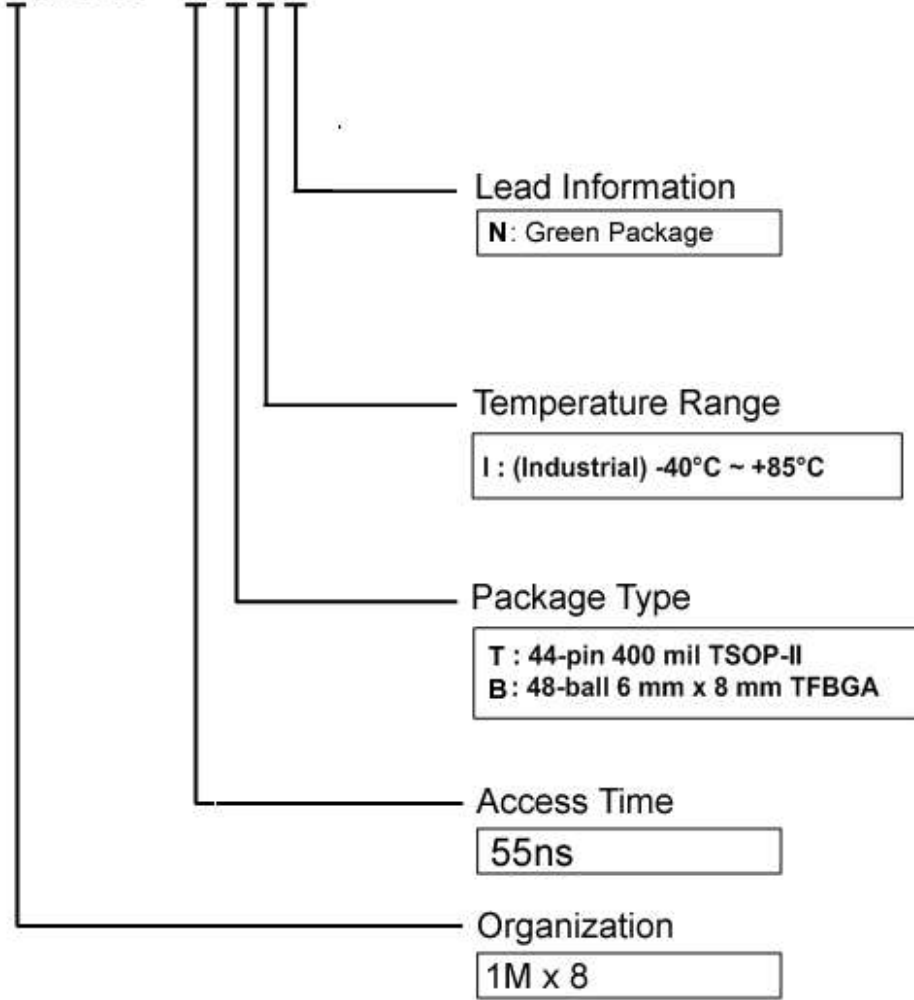 Lead Information
N: Green Package
Temperature Range
I : (Industrial) -40°C ~ +85°C
Package Type
T : 44-pin 400 mil TSOP-II
B : 48-ball 6 mm x 8 mm TFBGA
Access Time
55ns
Organization
1M x 8